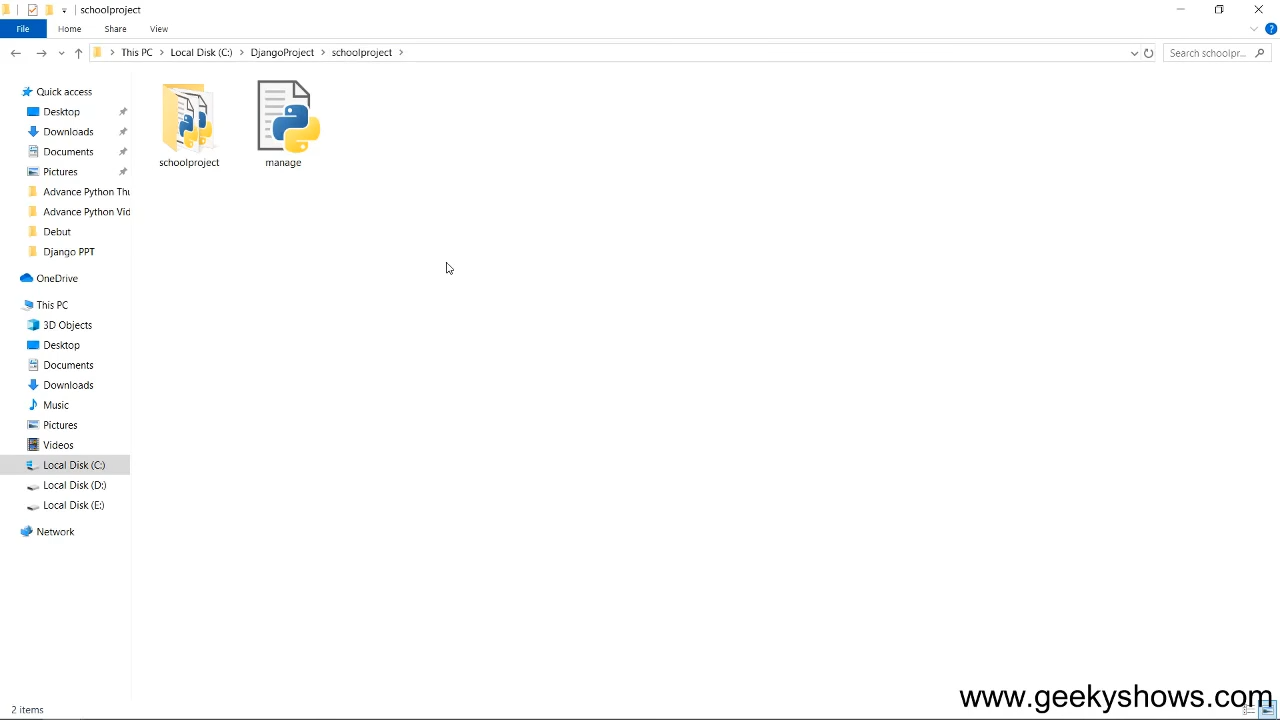 schoolproject
File Home Share View
This PC Local Disk (C:) DjangoProject schoolproject Search schoolpr...
Quick access
Desktop
Downloads
Documents
Pictures
Advance Python Thu
Advance Python Vid
Debut
Django PPT
OneDrive
This PC
3D Objects
Desktop
Documents
Downloads
Music
Pictures
Videos
Local Disk (C:)
Local Disk (D:)
Local Disk (E:)
Network
schoolproject manage
2 items
www.geekyshows.com